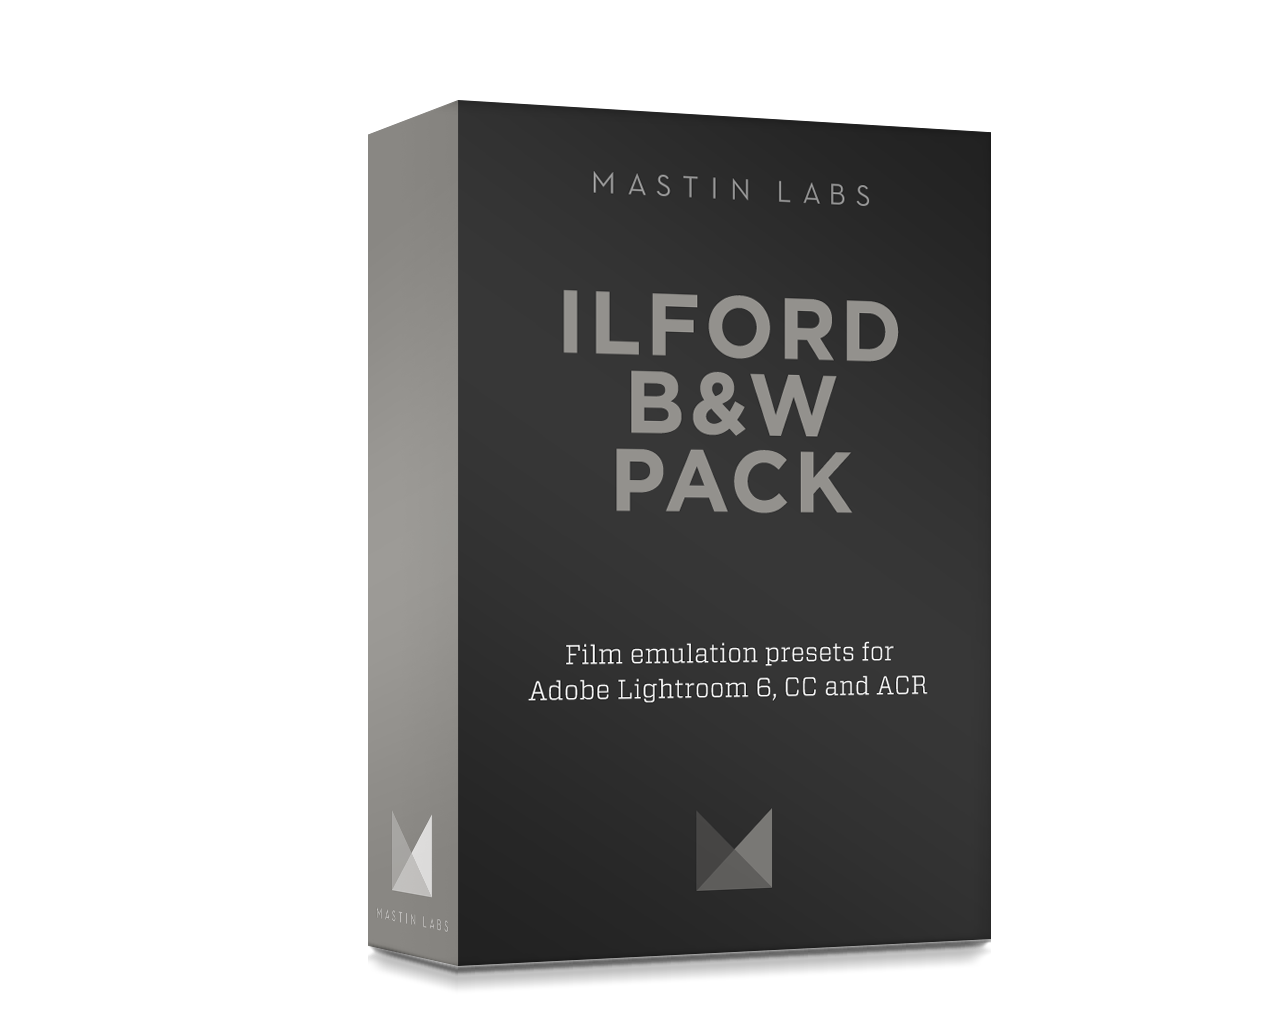 MASTIN LABS
ILFORD
B&W
PACK
Film emulation presets for
Adobe Lightroom 6, CC and ACR
MASTIN LABS